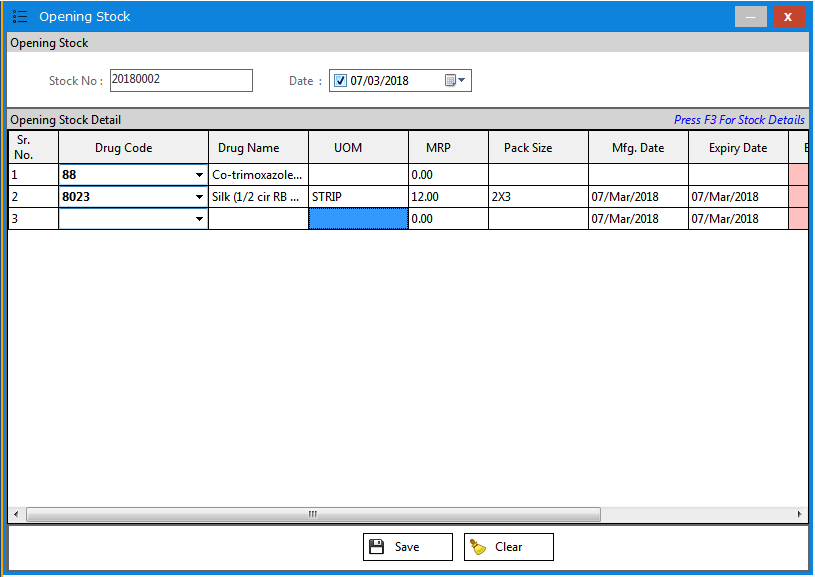 Opening Stock
x
Opening Stock
Stock No : 20180002 Date : 07/03/2018
Opening Stock Detail Press F3 For Stock Details
Sr. No. Drug Code Drug Name UOM MRP Pack Size Mfg. Date Expiry Date
1 88 Co-trimoxazole... 0.00
2 8023 Silk (1/2 cir RB ... STRIP 12.00 2X3 07/Mar/2018 07/Mar/2018
3 0.00 07/Mar/2018 07/Mar/2018
Save Clear